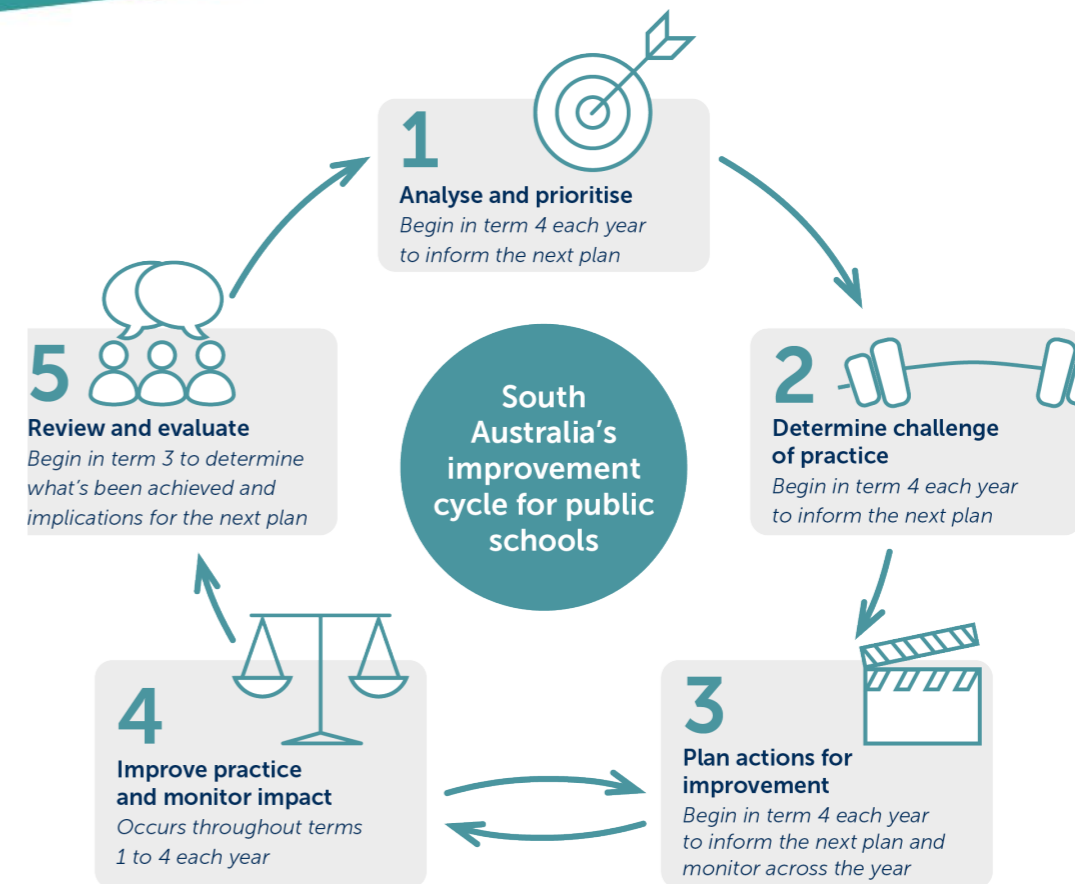 1
Analyse and prioritise
Begin in term 4 each year
to inform the next plan
2
Determine challenge
of practice
Begin in term 4 each year
to inform the next plan
3
Plan actions for
improvement
Begin in term 4 each year
to inform the next plan and
monitor across the year
4
Improve practice
and monitor impact
Occurs throughout terms
1 to 4 each year
5
Review and evaluate
Begin in term 3 to determine
what's been achieved and
implications for the next plan
South
Australia's
improvement
cycle for public
schools